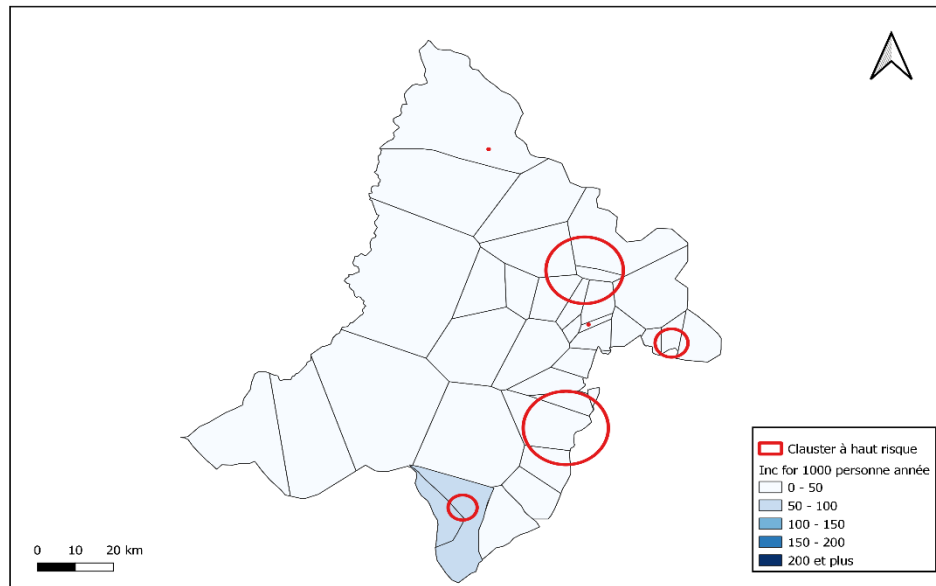 Clauster à haut risque
Inc for 1000 personne année
0 - 50
50 - 100
100 - 150
150 - 200
200 et plus
0 10 20 km